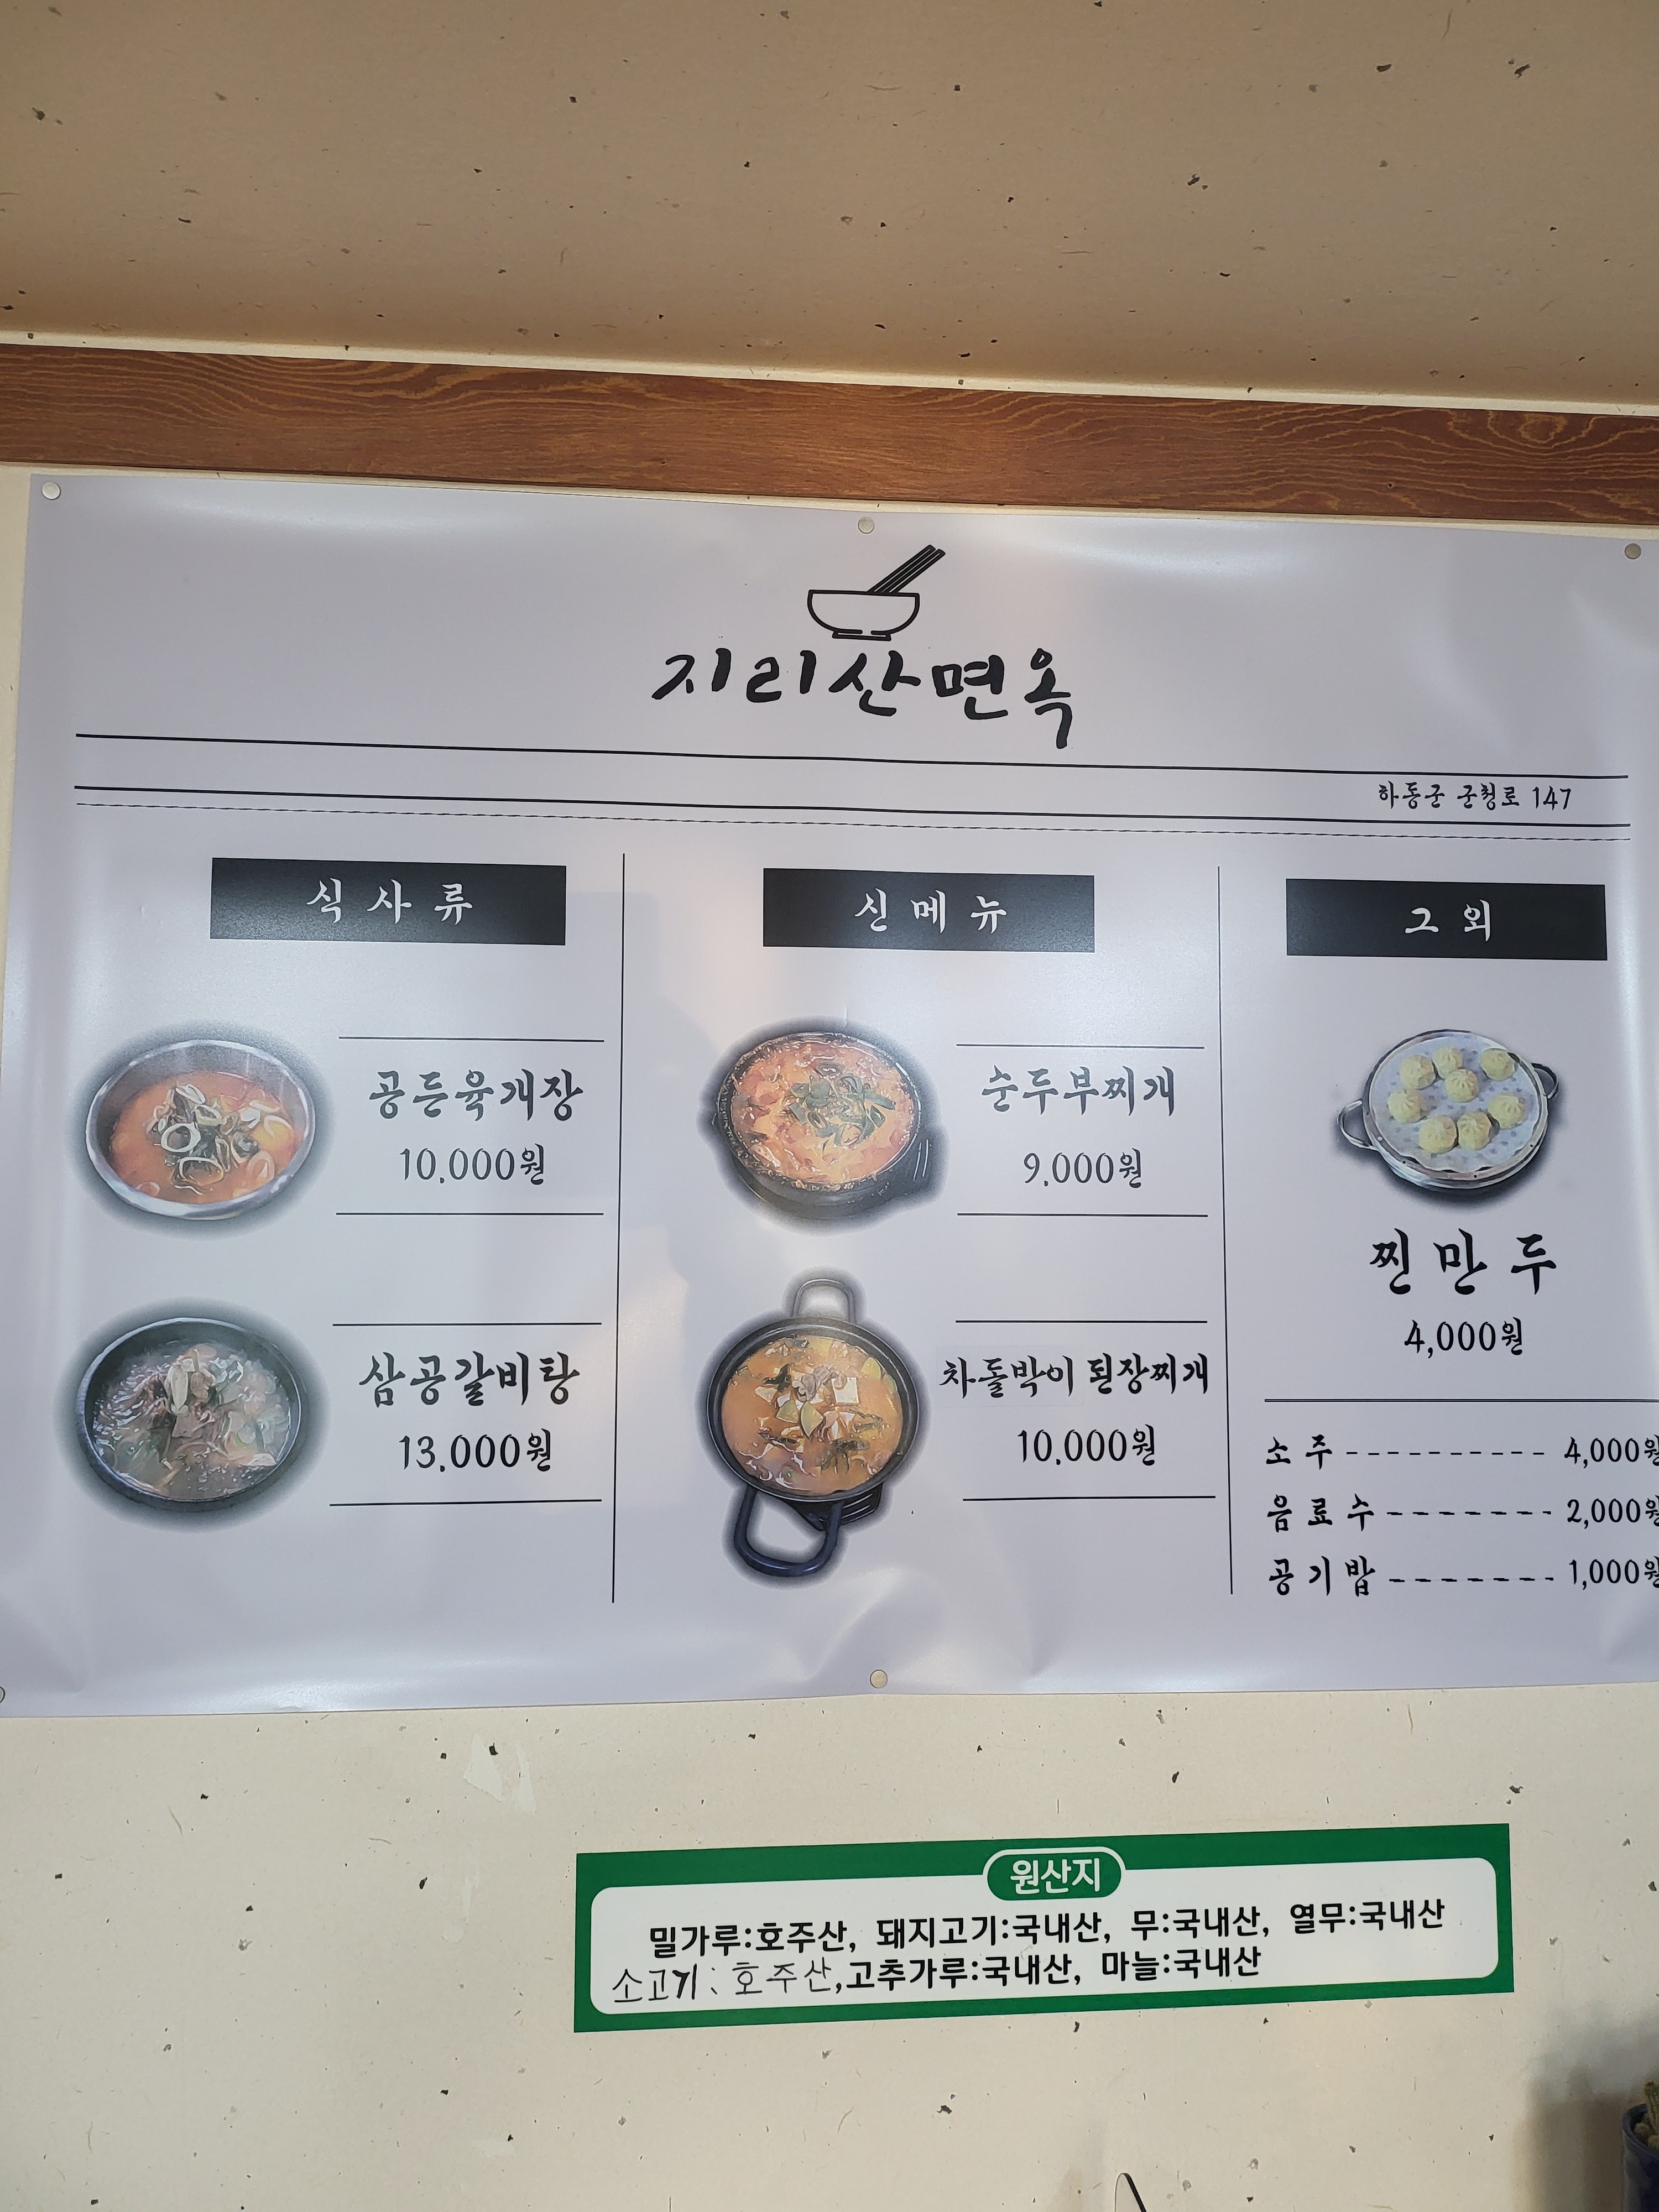 지리산면옥
하동군 군청로 147
식사류
공든육개장
10,000원
삼공갈비탕
13,000원
신메뉴
순두부찌개
9,000원
차돌박이 된장찌개
10,000원
그외
찐만두
4,000원
소주 ---------- 4,000원
음료수 ------- 2,000원
공기밥 ------- 1,000원
원산지
밀가루:호주산, 돼지고기:국내산, 무:국내산, 열무:국내산
소고기: 호주산,고추가루:국내산, 마늘:국내산